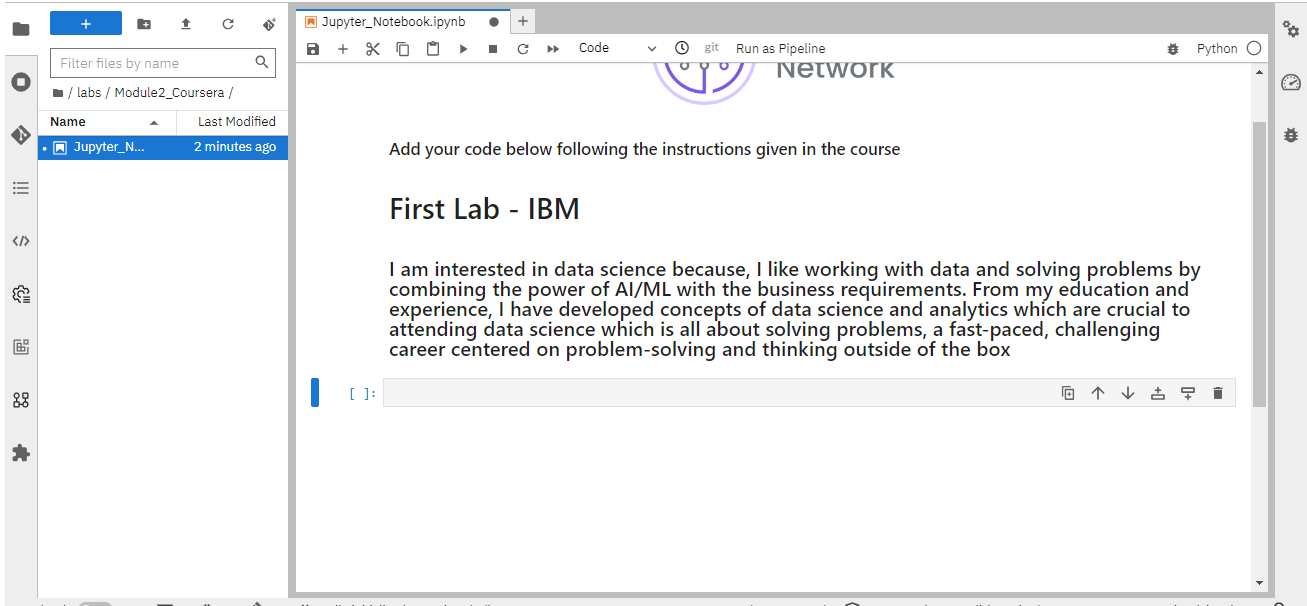 Jupyter_Notebook.ipynb
Filter files by name
/ labs / Module2_Coursera /
Name Last Modified
Jupyter_N... 2 minutes ago
Code git Run as Pipeline Python
Network
Add your code below following the instructions given in the course
First Lab - IBM
I am interested in data science because, I like working with data and solving problems by
combining the power of AI/ML with the business requirements. From my education and
experience, I have developed concepts of data science and analytics which are crucial to
attending data science which is all about solving problems, a fast-paced, challenging
career centered on problem-solving and thinking outside of the box
[ ]: